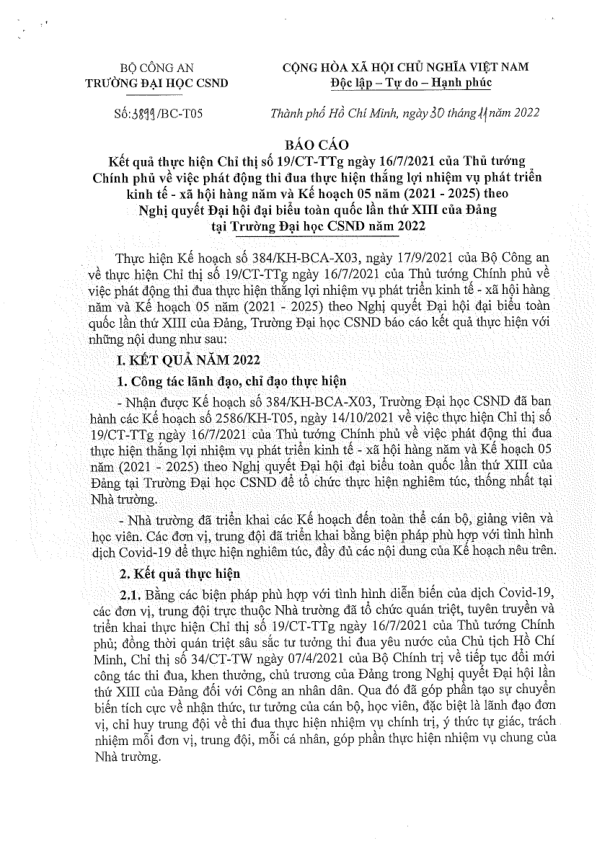 BỘ CÔNG AN
TRƯỜNG ĐẠI HỌC CSND
CỘNG HÒA XÃ HỘI CHỦ NGHĨA VIỆT NAM
Độc lập – Tự do – Hạnh phúc
Số: 3899/BC-T05
Thành phố Hồ Chí Minh, ngày 30 tháng 11 năm 2022
BÁO CÁO
Kết quả thực hiện Chỉ thị số 19/CT-TTg ngày 16/7/2021 của Thủ tướng
Chính phủ về việc phát động thi đua thực hiện thắng lợi nhiệm vụ phát triển
kinh tế - xã hội hàng năm và Kế hoạch 05 năm (2021 - 2025) theo
Nghị quyết Đại hội đại biểu toàn quốc lần thứ XIII của Đảng
tại Trường Đại học CSND năm 2022
Thực hiện Kế hoạch số 384/KH-BCA-X03, ngày 17/9/2021 của Bộ Công an
về thực hiện Chỉ thị số 19/CT-TTg ngày 16/7/2021 của Thủ tướng Chính phủ về
việc phát động thi đua thực hiện thắng lợi nhiệm vụ phát triển kinh tế - xã hội hàng
năm và Kế hoạch 05 năm (2021 - 2025) theo Nghị quyết Đại hội đại biểu toàn
quốc lần thứ XIII của Đảng, Trường Đại học CSND báo cáo kết quả thực hiện với
những nội dung như sau:
I. KẾT QUẢ NĂM 2022
1. Công tác lãnh đạo, chỉ đạo thực hiện
- Nhận được Kế hoạch số 384/KH-BCA-X03, Trường Đại học CSND đã ban
hành các Kế hoạch số 2586/KH-T05, ngày 14/10/2021 về việc thực hiện Chỉ thị số
19/CT-TTg ngày 16/7/2021 của Thủ tướng Chính phủ về việc phát động thi đua
thực hiện thắng lợi nhiệm vụ phát triển kinh tế - xã hội hàng năm và Kế hoạch 05
năm (2021 - 2025) theo Nghị quyết Đại hội đại biểu toàn quốc lần thứ XIII của
Đảng tại Trường Đại học CSND để tổ chức thực hiện nghiêm túc, thống nhất tại
Nhà trường.
- Nhà trường đã triển khai các Kế hoạch đến toàn thể cán bộ, giảng viên và
học viên. Các đơn vị, trung đội đã triển khai bằng biện pháp phù hợp với tình hình
dịch Covid-19 để thực hiện nghiêm túc, đầy đủ các nội dung của Kế hoạch nêu trên.
2. Kết quả thực hiện
2.1. Bằng các biện pháp phù hợp với tình hình diễn biến của dịch Covid-19,
các đơn vị, trung đội trực thuộc Nhà trường đã tổ chức quán triệt, tuyên truyền và
triển khai thực hiện Chỉ thị số 19/CT-TTg ngày 16/7/2021 của Thủ tướng Chính
phủ; đồng thời quán triệt sâu sắc tư tưởng thi đua yêu nước của Chủ tịch Hồ Chí
Minh, Chỉ thị số 34/CT-TW ngày 07/4/2021 của Bộ Chính trị về tiếp tục đổi mới
công tác thi đua, khen thưởng, chủ trương của Đảng trong Nghị quyết Đại hội lần
thứ XIII của Đảng đối với Công an nhân dân. Qua đó đã góp phần tạo sự chuyển
biến tích cực về nhận thức, tư tưởng của cán bộ, học viên, đặc biệt là lãnh đạo đơn
vị, chỉ huy trung đội về thi đua thực hiện nhiệm vụ chính trị, ý thức tự giác, trách
nhiệm mỗi đơn vị, trung đội, mỗi cá nhân, góp phần thực hiện nhiệm vụ chung của
Nhà trường.